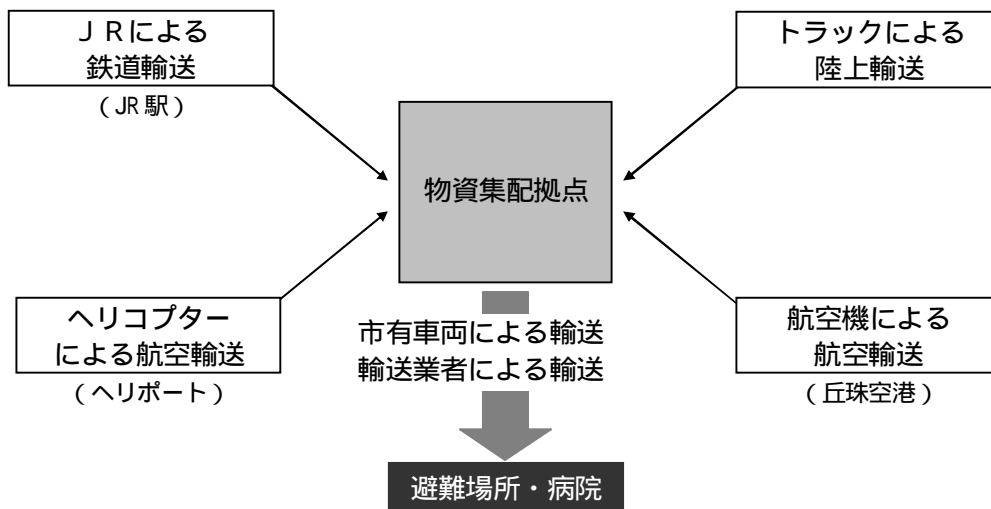 ＪＲによる
鉄道輸送
（JR 駅）
トラックによる
陸上輸送
物資集配拠点
ヘリコプター
による航空輸送
（ヘリポート）
航空機による
航空輸送
（丘珠空港）
市有車両による輸送
輸送業者による輸送
避難場所・病院